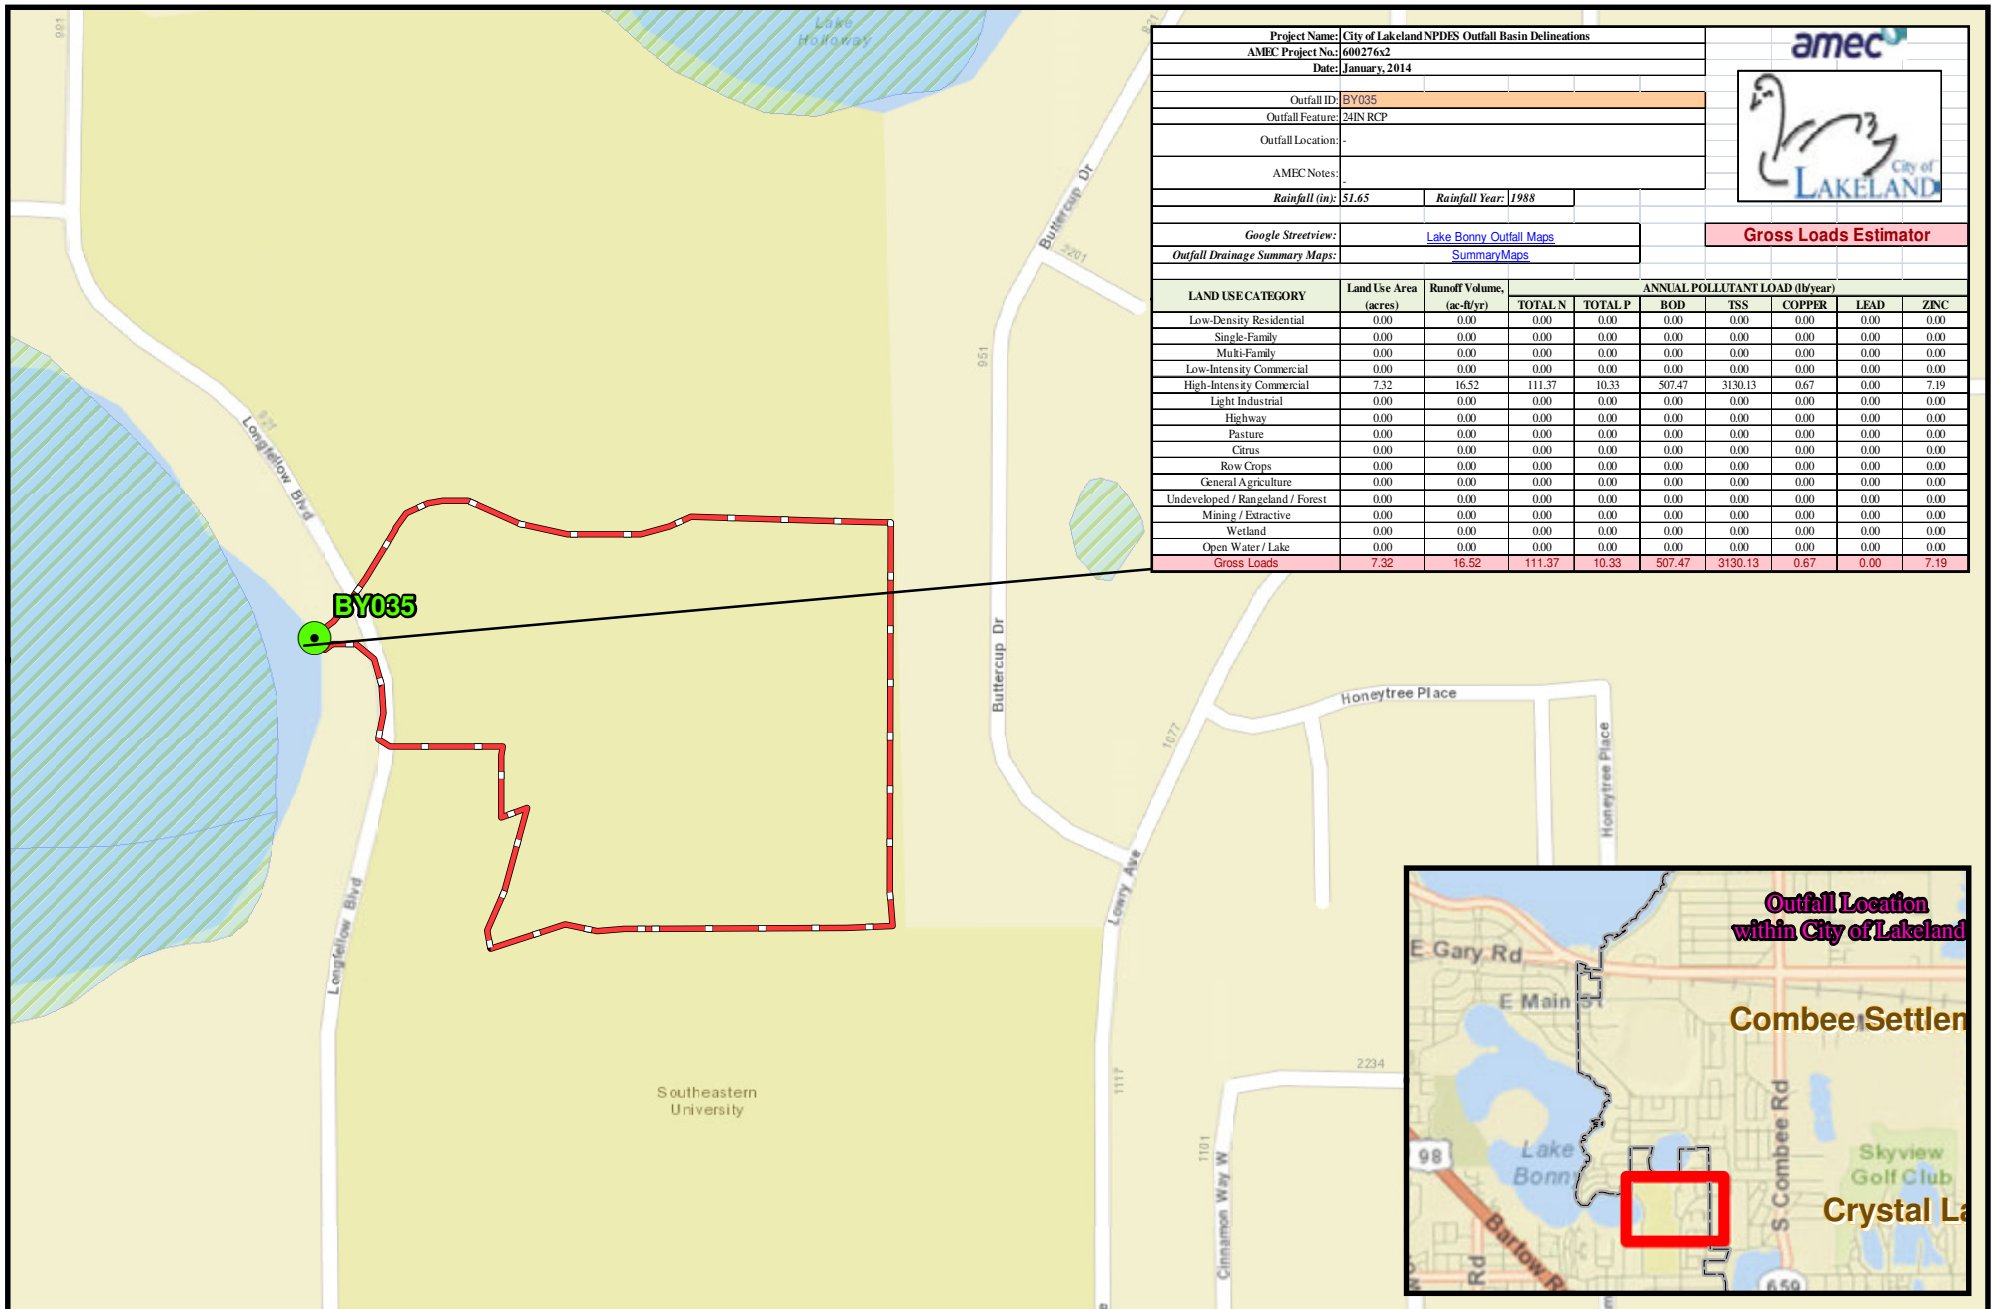 Project Name: City of Lakeland NPDES Outfall Basin Delineations
AMEC Project No.: 600276x2
Date: January, 2014
Outfall ID: BY035
Outfall Feature: 24IN RCP
Outfall Location: -
AMEC Notes: -
Rainfall (in): 51.65 Rainfall Year: 1988
Google Streetview: Lake Bonny Outfall Maps
Outfall Drainage Summary Maps: SummaryMaps
amec
City of
LAKELAND
Gross Loads Estimator
LAND USE CATEGORY Land Use Area (acres) Runoff Volume, (ac-ft/yr) ANNUAL POLLUTANT LOAD (lb/year)
TOTAL N TOTAL P BOD TSS COPPER LEAD ZINC
Low-Density Residential 0.00 0.00 0.00 0.00 0.00 0.00 0.00 0.00 0.00
Single-Family 0.00 0.00 0.00 0.00 0.00 0.00 0.00 0.00 0.00
Multi-Family 0.00 0.00 0.00 0.00 0.00 0.00 0.00 0.00 0.00
Low-Intensity Commercial 0.00 0.00 0.00 0.00 0.00 0.00 0.00 0.00 0.00
High-Intensity Commercial 7.32 16.52 111.37 10.33 507.47 3130.13 0.67 0.00 7.19
Light Industrial 0.00 0.00 0.00 0.00 0.00 0.00 0.00 0.00 0.00
Highway 0.00 0.00 0.00 0.00 0.00 0.00 0.00 0.00 0.00
Pasture 0.00 0.00 0.00 0.00 0.00 0.00 0.00 0.00 0.00
Citrus 0.00 0.00 0.00 0.00 0.00 0.00 0.00 0.00 0.00
Row Crops 0.00 0.00 0.00 0.00 0.00 0.00 0.00 0.00 0.00
General Agriculture 0.00 0.00 0.00 0.00 0.00 0.00 0.00 0.00 0.00
Undeveloped / Rangeland / Forest 0.00 0.00 0.00 0.00 0.00 0.00 0.00 0.00 0.00
Mining / Extractive 0.00 0.00 0.00 0.00 0.00 0.00 0.00 0.00 0.00
Wetland 0.00 0.00 0.00 0.00 0.00 0.00 0.00 0.00 0.00
Open Water / Lake 0.00 0.00 0.00 0.00 0.00 0.00 0.00 0.00 0.00
Gross Loads 7.32 16.52 111.37 10.33 507.47 3130.13 0.67 0.00 7.19
Lake
Holloway
Buttercup Dr
2201
951
Longfellow Blvd
BY035
Buttercup Dr
Honeytree Place
1077
Honeytree Place
Lowry Ave
Longfellow Blvd
Southeastern
University
1117
2234
1101
Cinnamon Way W
Outfall Location
within City of Lakeland
E Gary Rd
E Main St
Combee Settlem
Lake
Bonny
98
S Combee Rd
Skyview
Golf Club
Crystal La
Bartow R
Rd
659